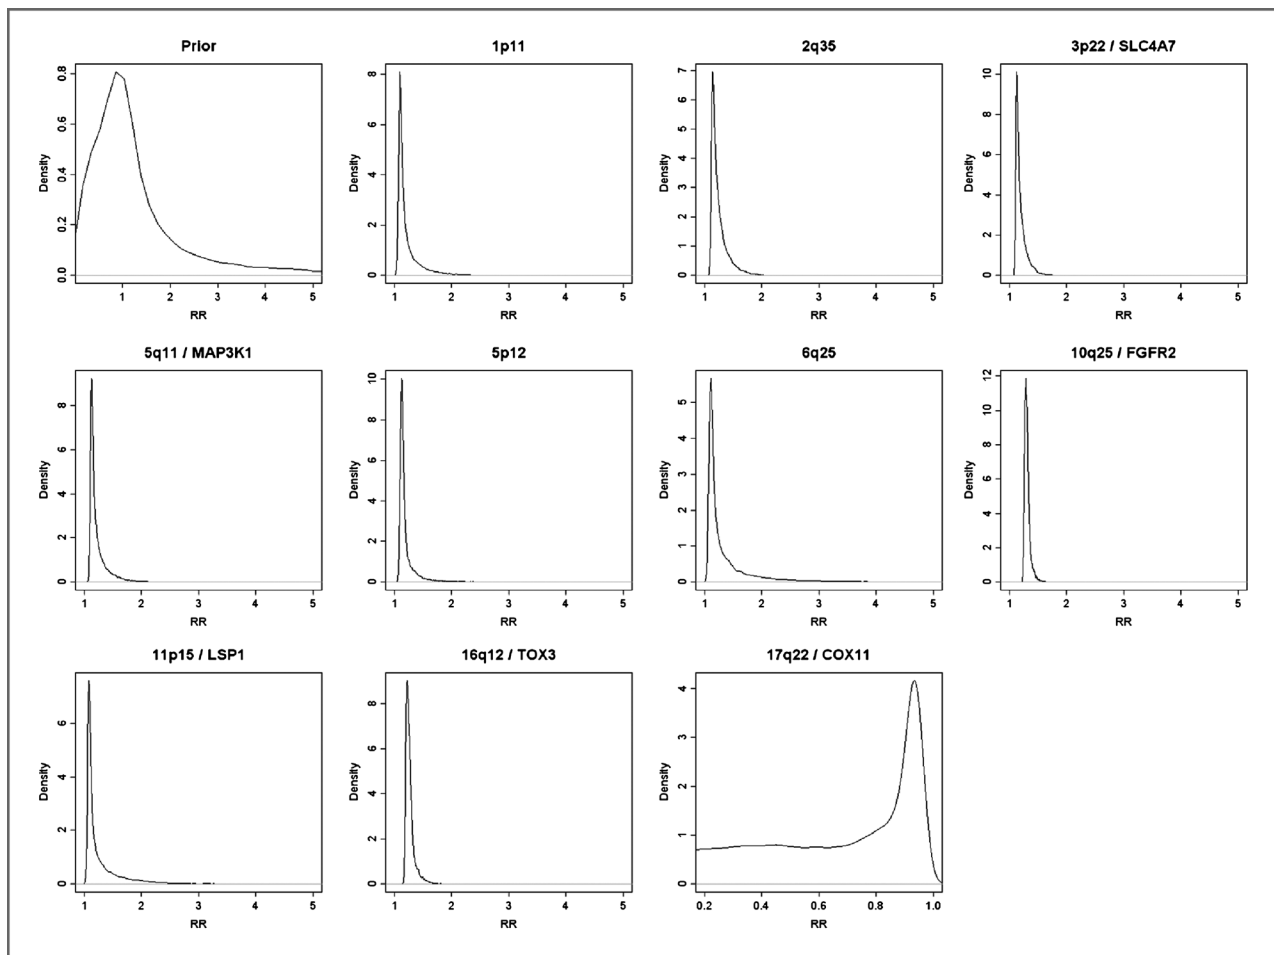 Prior
1p11
2q35
3p22 / SLC4A7
Density
0.0 0.2 0.4 0.6 0.8
1 2 3 4 5
RR
Density
0 2 4 6 8
1 2 3 4 5
RR
Density
0 1 2 3 4 5 6 7
1 2 3 4 5
RR
Density
0 2 4 6 8 10
1 2 3 4 5
RR
5q11 / MAP3K1
5p12
6q25
10q25 / FGFR2
Density
0 2 4 6 8
1 2 3 4 5
RR
Density
0 2 4 6 8 10
1 2 3 4 5
RR
Density
0 1 2 3 4 5
1 2 3 4 5
RR
Density
0 2 4 6 8 10 12
1 2 3 4 5
RR
11p15 / LSP1
16q12 / TOX3
17q22 / COX11
Density
0 2 4 6
1 2 3 4 5
RR
Density
0 2 4 6 8
1 2 3 4 5
RR
Density
0 1 2 3 4
0.2 0.4 0.6 0.8 1.0
RR